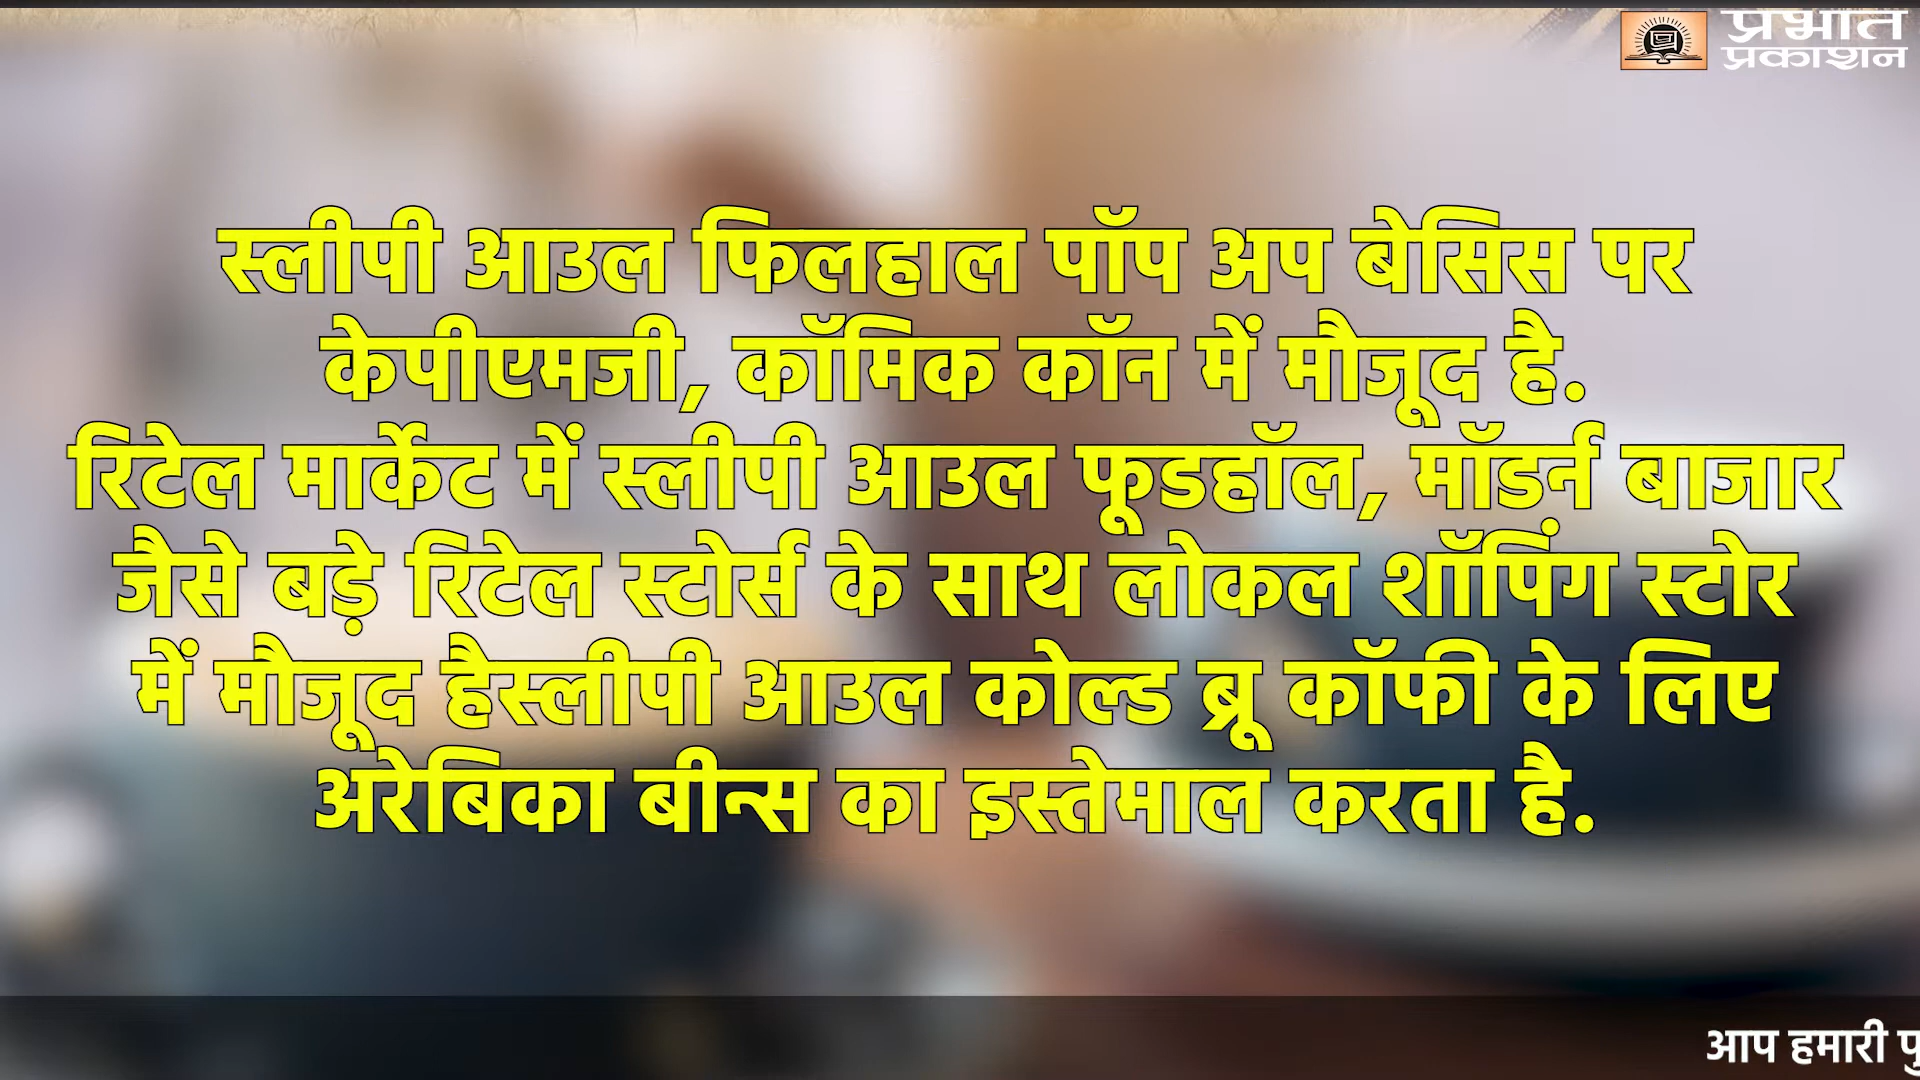 प्रभात
प्रकाशन
स्लीपी आउल फिलहाल पॉप अप बेसिस पर
केपीएमजी, कॉमिक कॉन में मौजूद है.
रिटेल मार्केट में स्लीपी आउल फूडहॉल, मॉडर्न बाजार
जैसे बड़े रिटेल स्टोर्स के साथ लोकल शॉपिंग स्टोर
में मौजूद हैस्लीपी आउल कोल्ड ब्रू कॉफी के लिए
अरेबिका बीन्स का इस्तेमाल करता है.
आप हमारी